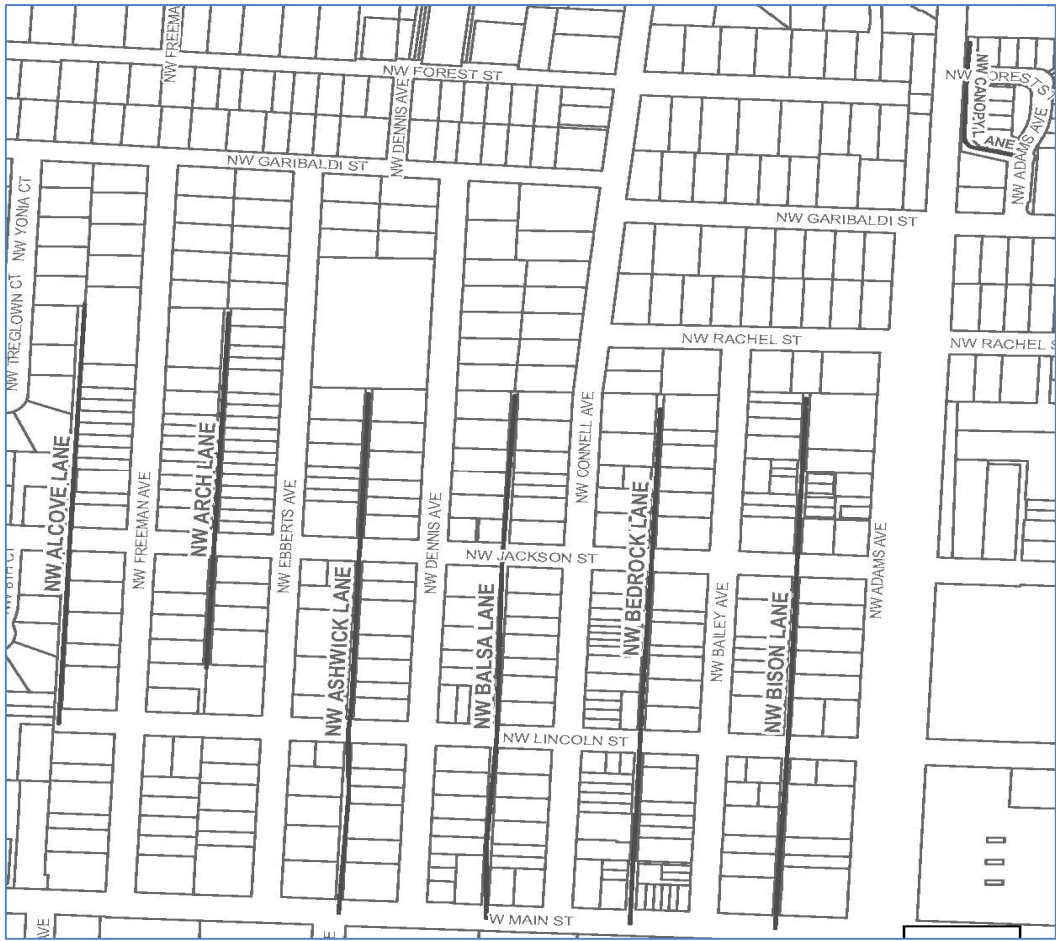 NW FREEMA
NW FOREST ST
NW DENNIS AVE
NW GARIBALDI ST
NW CANOPY LANE
NW ADAMS AVE
NW YONIA CT
NW TREGLOWN CT
NW GARIBALDI ST
NW RACHEL ST
NW RACHEL S
NW ALCOVE LANE
NW FREEMAN AVE
NW ARCH LANE
NW EBBERTS AVE
NW ASHWICK LANE
NW DENNIS AVE
NW BALSA LANE
NW CONNELL AVE
NW JACKSON ST
NW BEDROCK LANE
NW BAILEY AVE
NW BISON LANE
NW ADAMS AVE
NW LINCOLN ST
W MAIN ST
AVE